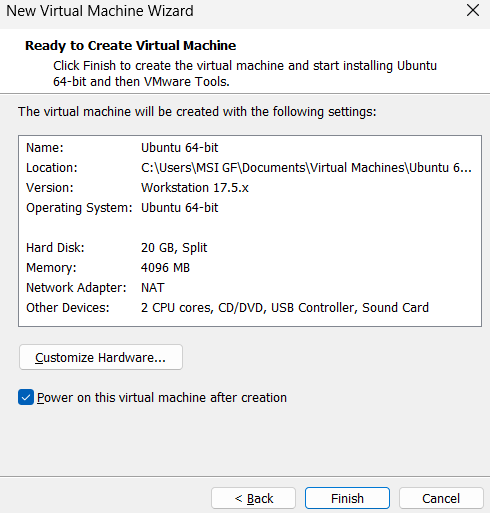 New Virtual Machine Wizard
Ready to Create Virtual Machine
Click Finish to create the virtual machine and start installing Ubuntu
64-bit and then VMware Tools.
The virtual machine will be created with the following settings:
Name: Ubuntu 64-bit
Location: C:\Users\MSI GF\Documents\Virtual Machines\Ubuntu 6...
Version: Workstation 17.5.x
Operating System: Ubuntu 64-bit
Hard Disk: 20 GB, Split
Memory: 4096 MB
Network Adapter: NAT
Other Devices: 2 CPU cores, CD/DVD, USB Controller, Sound Card
Customize Hardware...
Power on this virtual machine after creation
< Back Finish Cancel